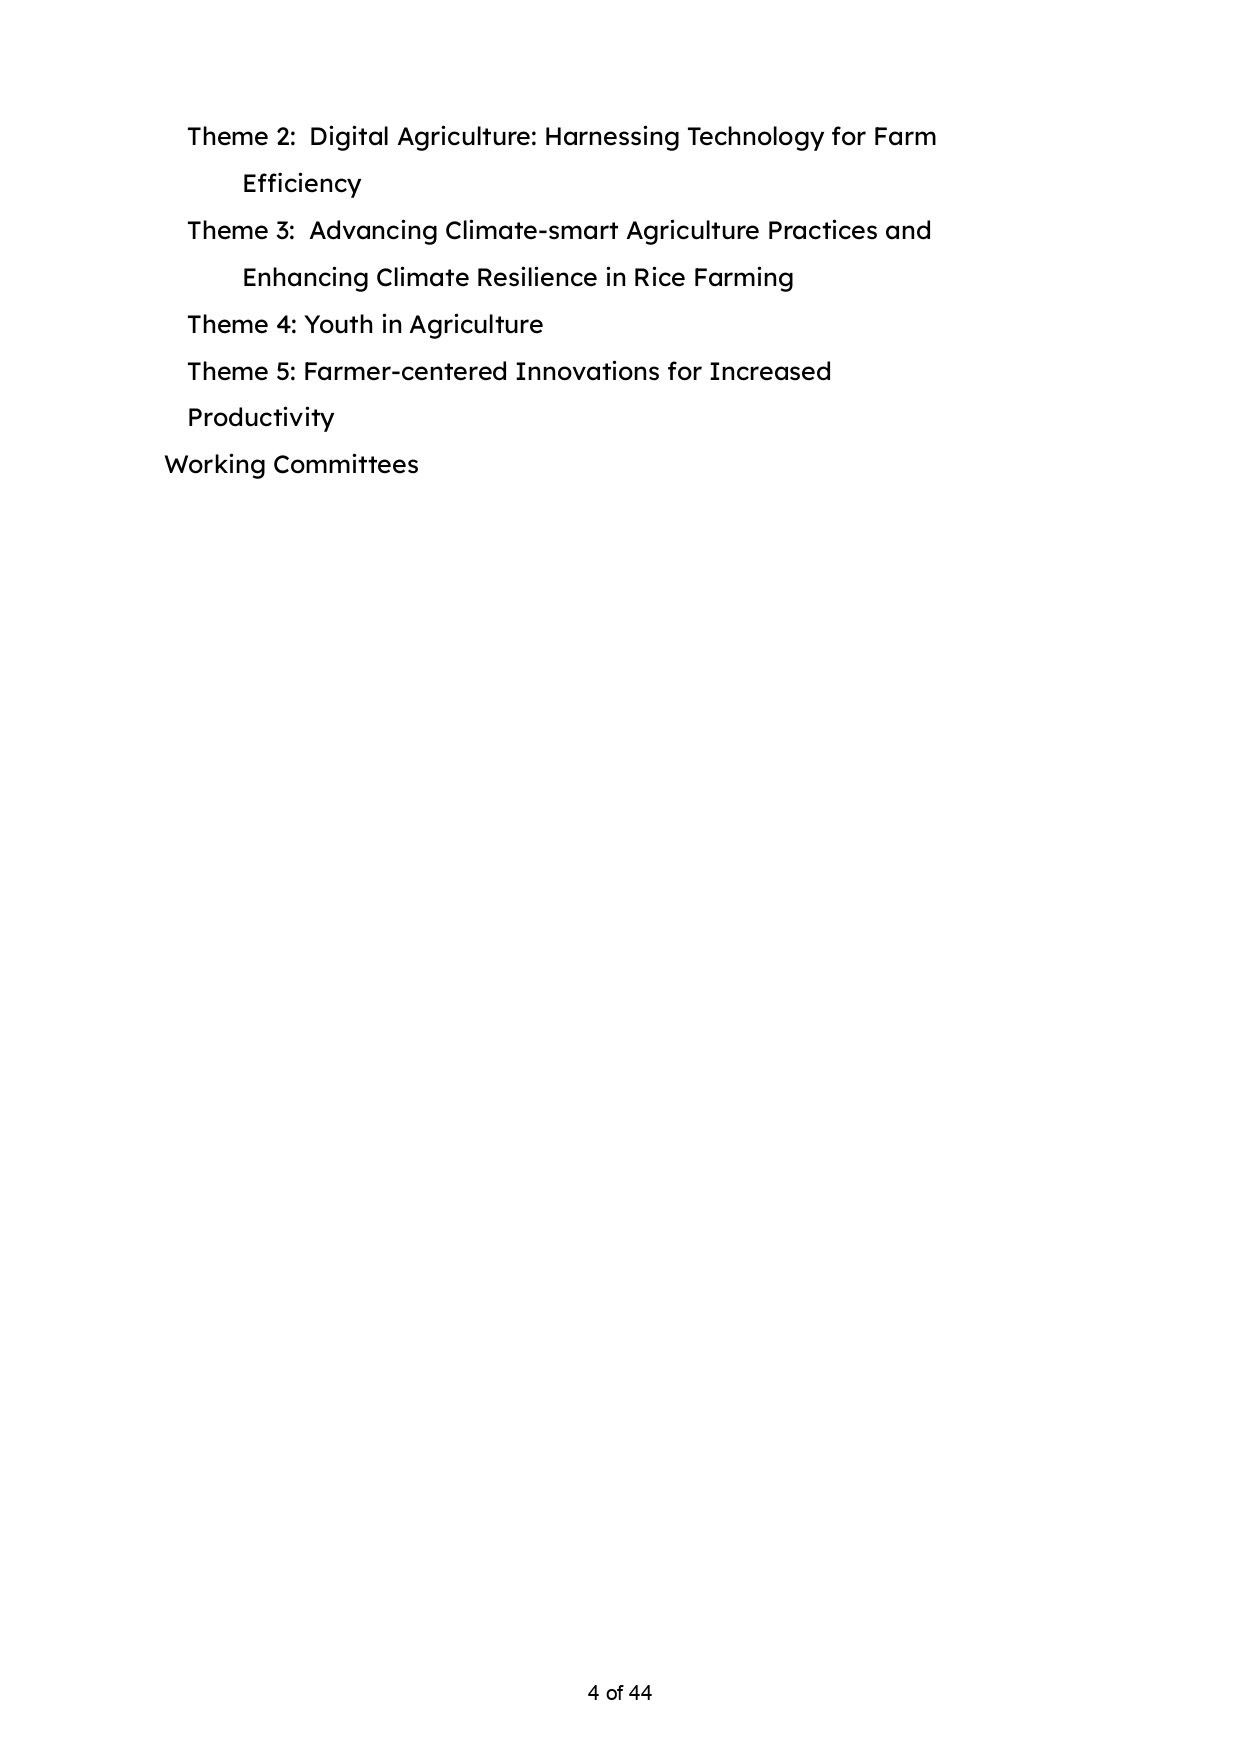 Theme 2:  Digital Agriculture: Harnessing Technology for Farm
Efficiency
Theme 3:  Advancing Climate-smart Agriculture Practices and
Enhancing Climate Resilience in Rice Farming
Theme 4: Youth in Agriculture
Theme 5: Farmer-centered Innovations for Increased
Productivity
Working Committees
4 of 44